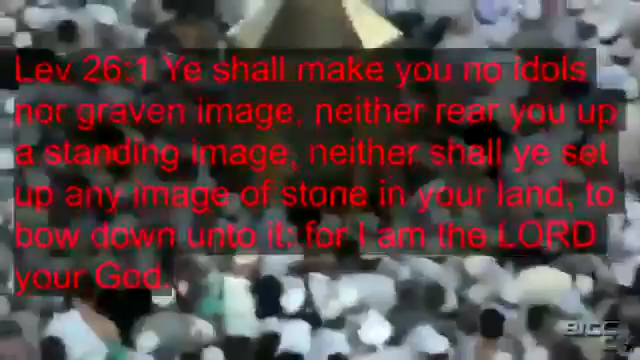 Lev 26:1 Ye shall make you no idols
nor graven image, neither rear you up
a standing image, neither shall ye set
up any image of stone in your land, to
bow down unto it: for I am the LORD
your God.